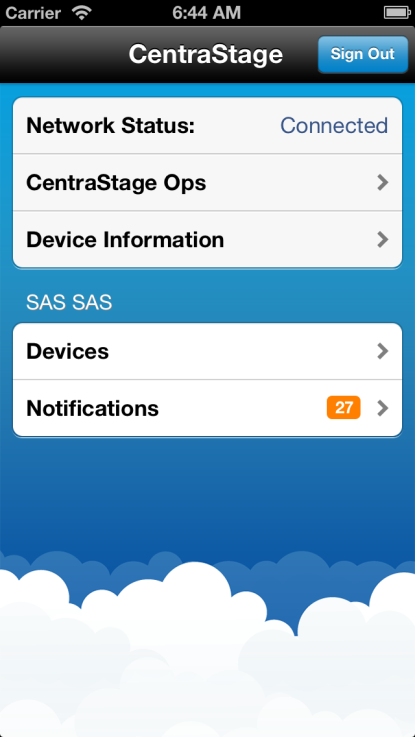 Carrier 6:44 AM
CentraStage Sign Out
Network Status: Connected
CentraStage Ops
Device Information
SAS SAS
Devices
Notifications 27